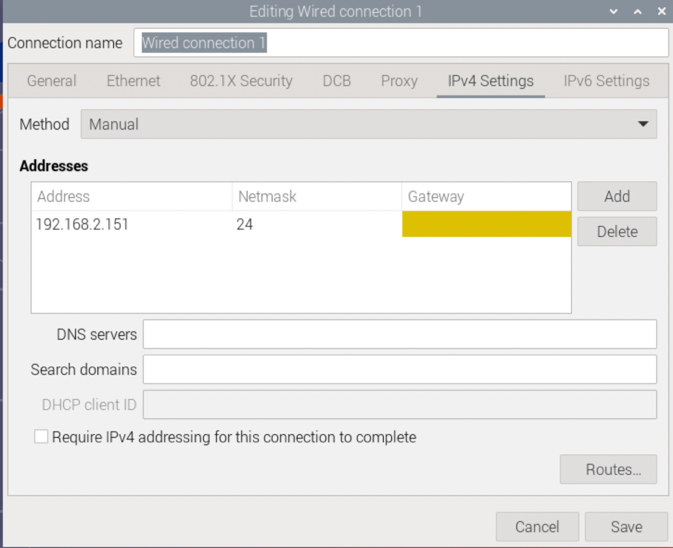 Editing Wired connection 1
Connection name Wired connection 1
General Ethernet 802.1X Security DCB Proxy IPv4 Settings IPv6 Settings
Method Manual
Addresses
Address Netmask Gateway Add
192.168.2.151 24 Delete
DNS servers
Search domains
DHCP client ID
Require IPv4 addressing for this connection to complete
Routes...
Cancel Save